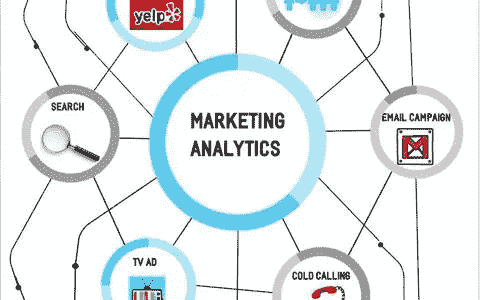 yelp
SEARCH
MARKETING
ANALYTICS
EMAIL CAMPAIGN
TV AD
COLD CALLING